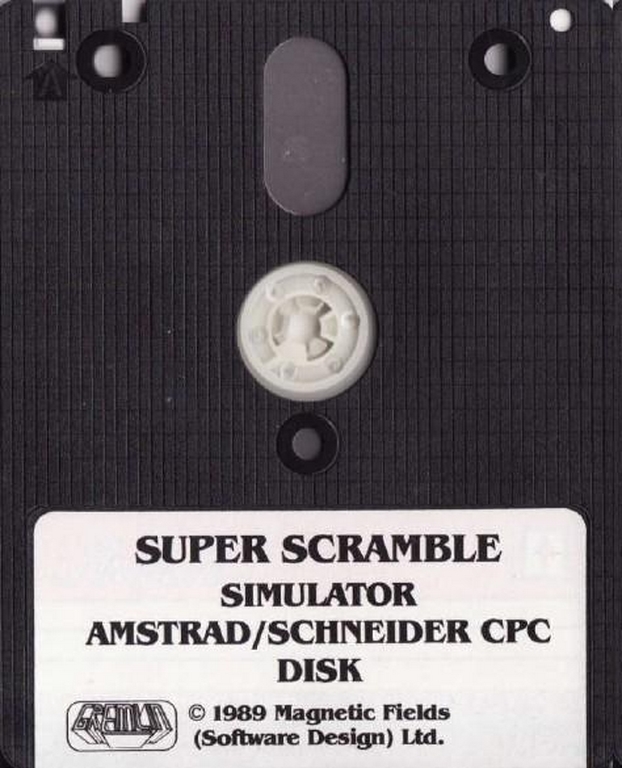 A
SUPER SCRAMBLE
SIMULATOR
AMSTRAD/SCHNEIDER CPC
DISK
GREMLIN
© 1989 Magnetic Fields
(Software Design) Ltd.